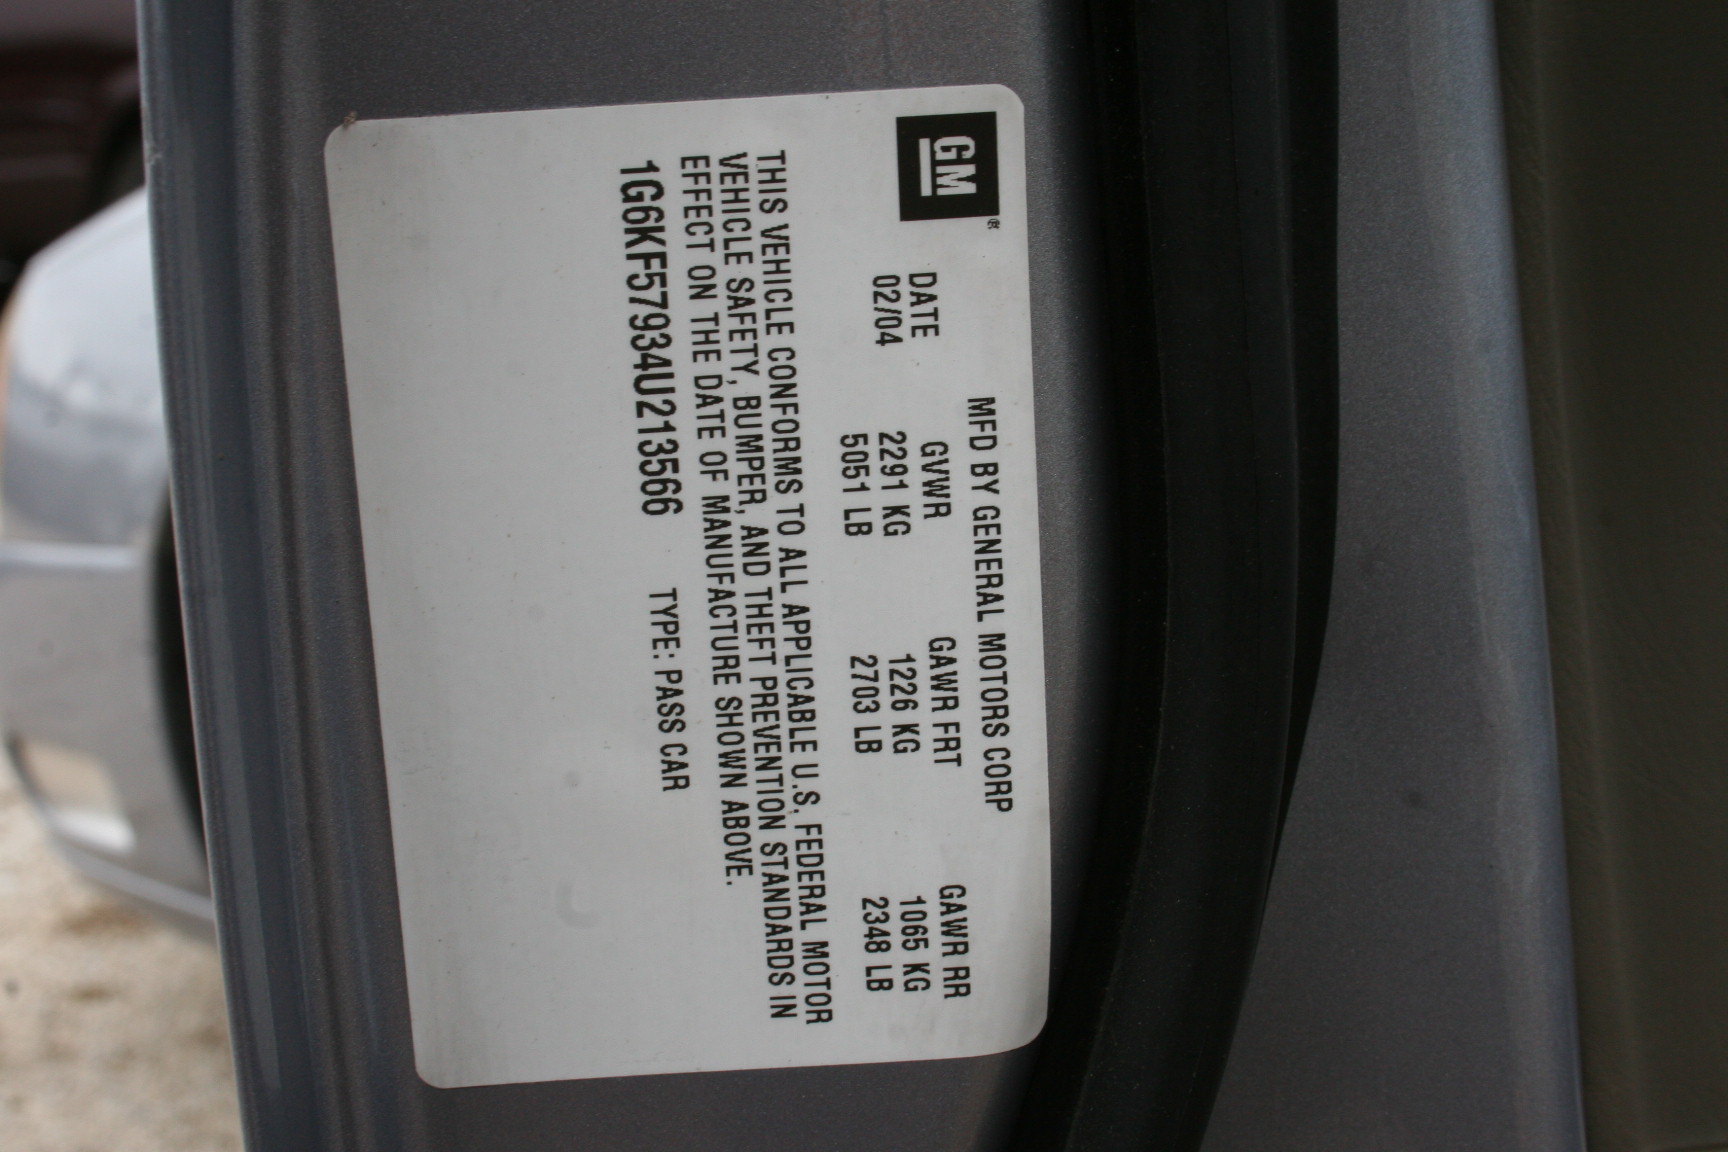 GM®
MFD BY GENERAL MOTORS CORP
DATE GVWR GAWR FRT GAWR RR
02/04 2291 KG 1226 KG 1065 KG
5051 LB 2703 LB 2348 LB
THIS VEHICLE CONFORMS TO ALL APPLICABLE U.S. FEDERAL MOTOR
VEHICLE SAFETY, BUMPER, AND THEFT PREVENTION STANDARDS IN
EFFECT ON THE DATE OF MANUFACTURE SHOWN ABOVE.
1G6KF57934U213566 TYPE: PASS CAR